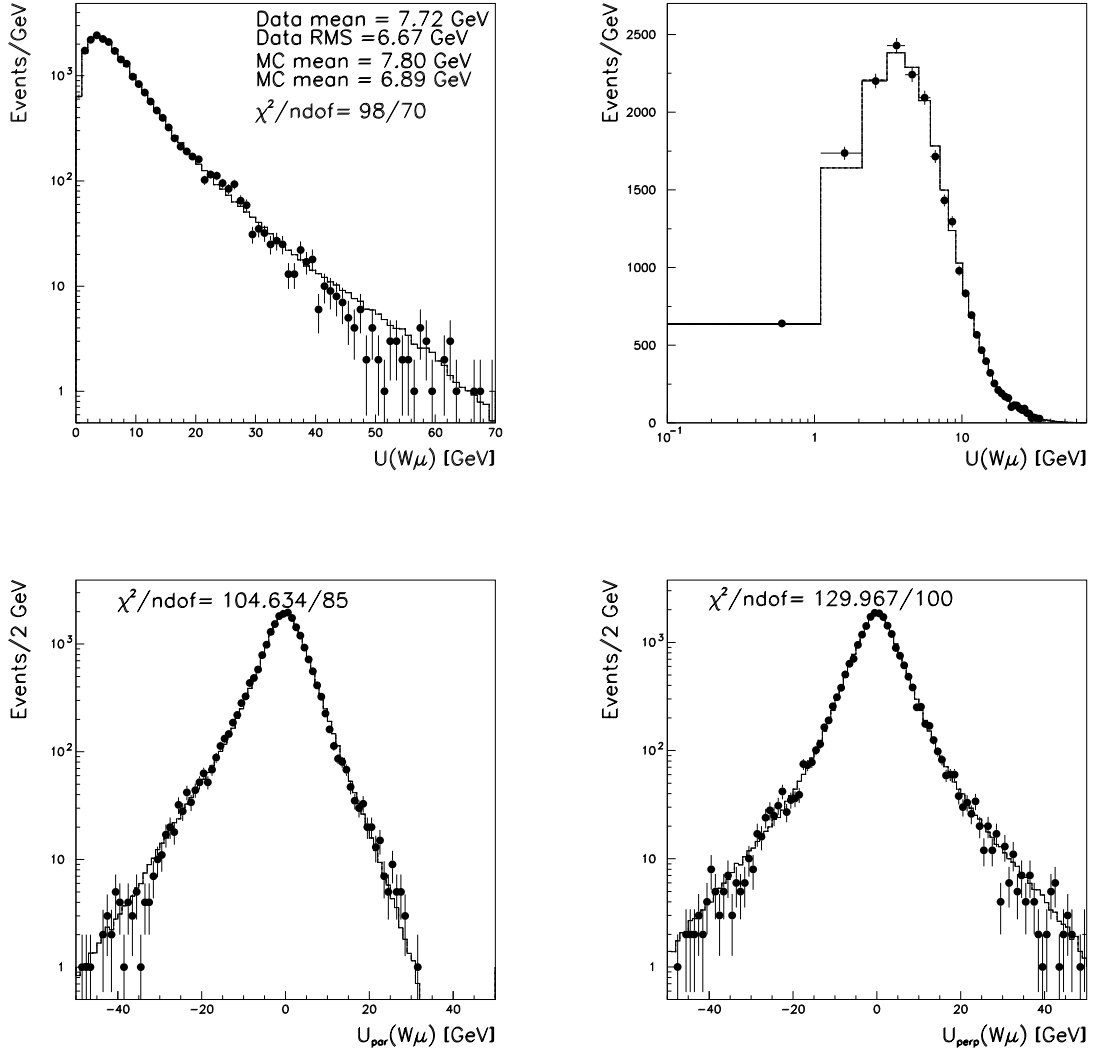 Events/GeV
Data mean = 7.72 GeV
Data RMS =6.67 GeV
MC mean = 7.80 GeV
MC mean = 6.89 GeV
χ²/ndof= 98/70
10³
10²
10
1
0 10 20 30 40 50 60 70
U(Wμ) [GeV]
Events/GeV
2500
2000
1500
1000
500
0
10⁻¹ 1 10
U(Wμ) [GeV]
Events/2 GeV
χ²/ndof= 104.634/85
10³
10²
10
1
−40 −20 0 20 40
U_par(Wμ) [GeV]
Events/2 GeV
χ²/ndof= 129.967/100
10³
10²
10
1
−40 −20 0 20 40
U_perp(Wμ) [GeV]